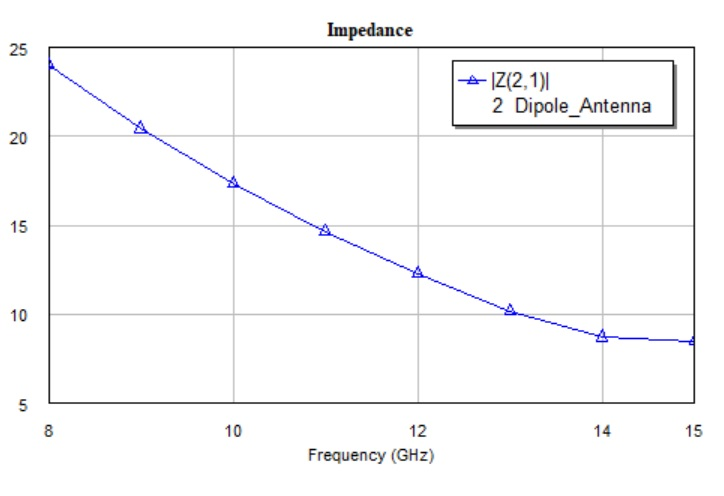 Impedance
25
20
15
10
5
|Z(2,1)|
2 Dipole_Antenna
8 10 12 14 15
Frequency (GHz)